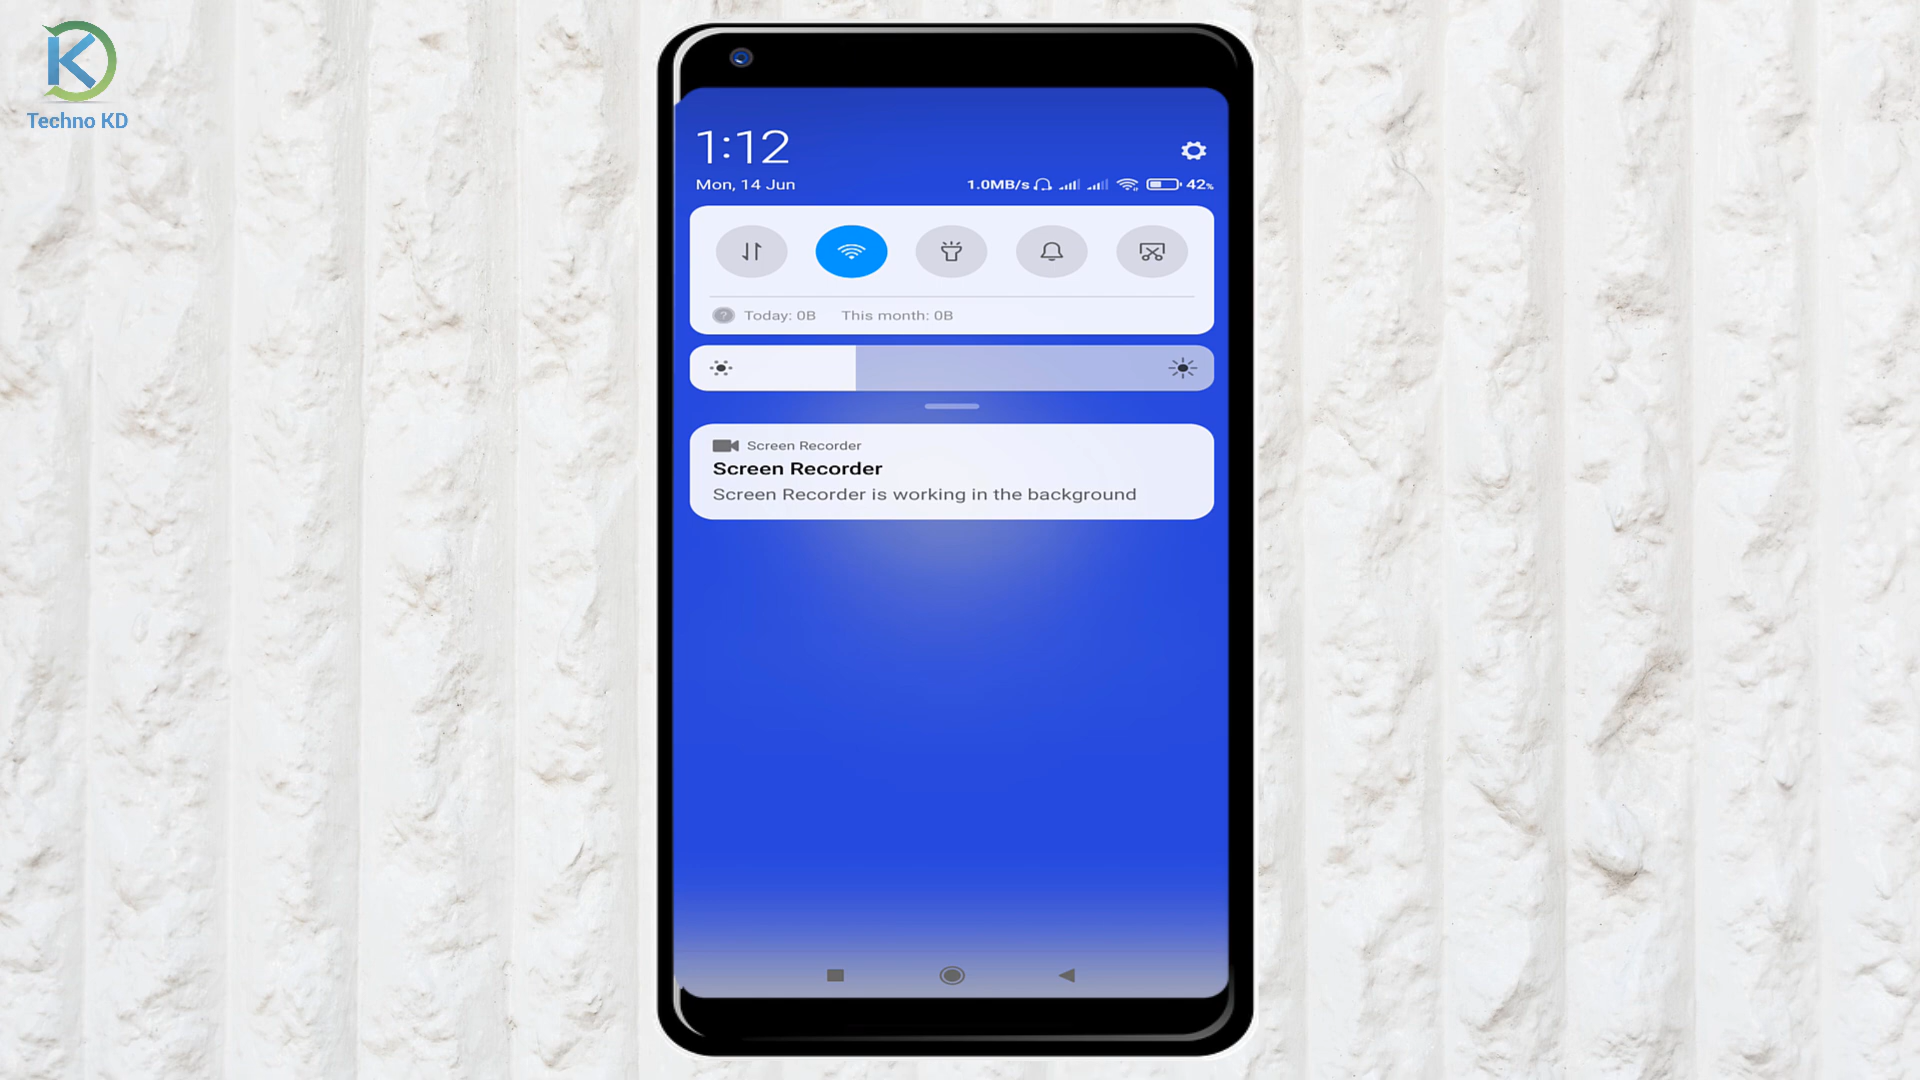 Techno KD
1:12
Mon, 14 Jun
1.0MB/s 42%
Today: 0B This month: 0B
Screen Recorder
Screen Recorder
Screen Recorder is working in the background